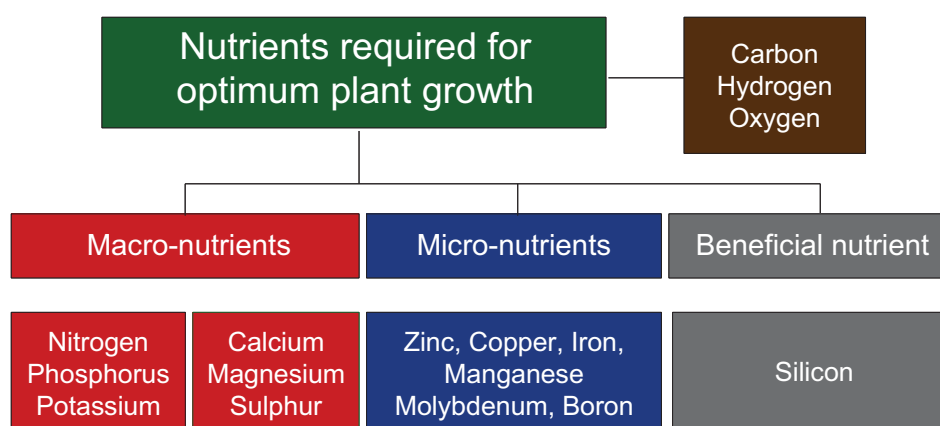 Nutrients required for
optimum plant growth
Carbon
Hydrogen
Oxygen
Macro-nutrients
Micro-nutrients
Beneficial nutrient
Nitrogen
Phosphorus
Potassium
Calcium
Magnesium
Sulphur
Zinc, Copper, Iron,
Manganese
Molybdenum, Boron
Silicon